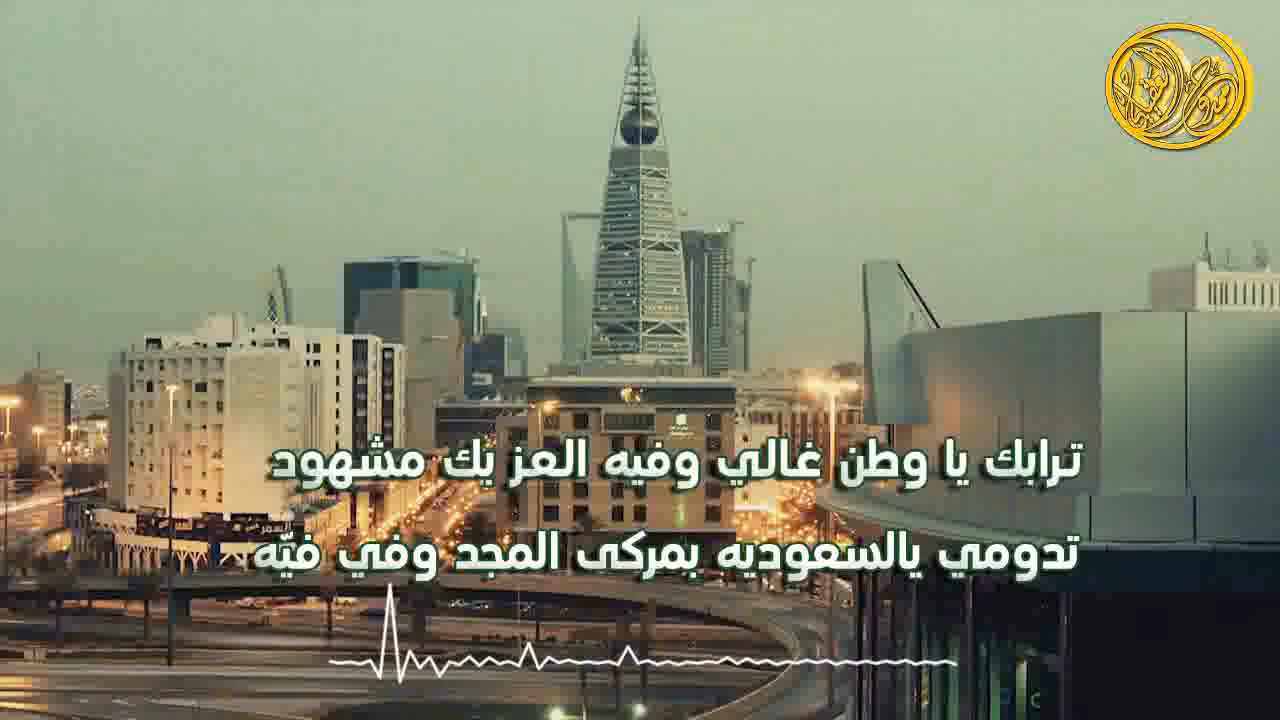 ترابك يا وطن غالي وفيه العز بك مشهود
تدومي يالسعوديه بمركى المجد وفي فيّه